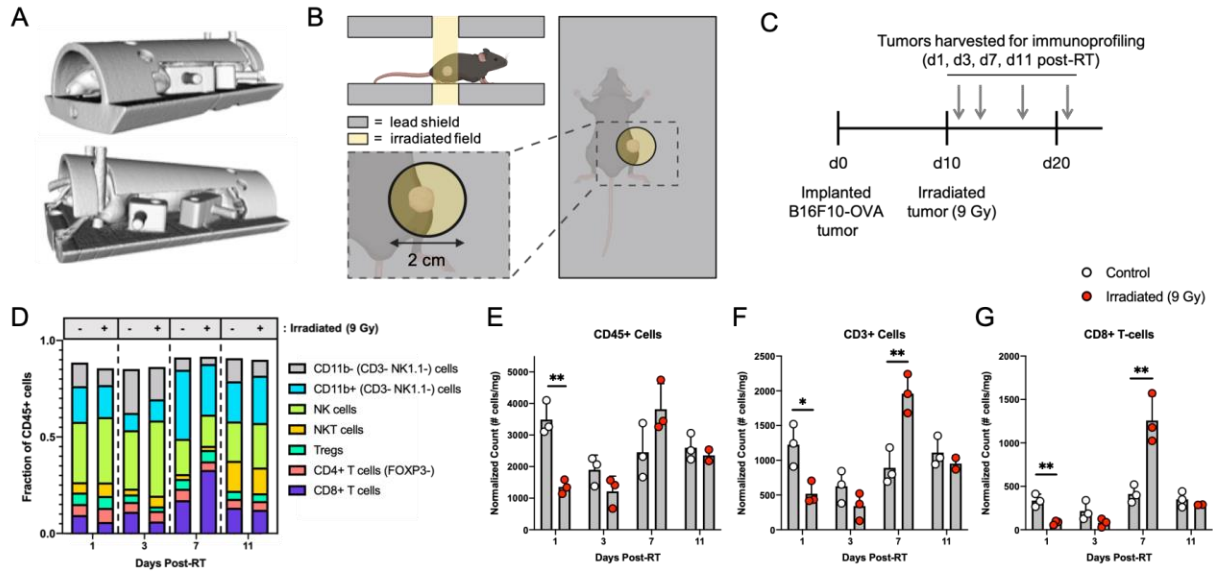 A
B
= lead shield
= irradiated field
2 cm
C
Tumors harvested for immunoprofiling
(d1, d3, d7, d11 post-RT)
d0
d10
d20
Implanted
B16F10-OVA
tumor
Irradiated
tumor (9 Gy)
Control
Irradiated (9 Gy)
D
- + - + - + - +
: Irradiated (9 Gy)
Fraction of CD45+ cells
1.0
0.5
0.0
1 3 7 11
Days Post-RT
CD11b- (CD3- NK1.1-) cells
CD11b+ (CD3- NK1.1-) cells
NK cells
NKT cells
Tregs
CD4+ T cells (FOXP3-)
CD8+ T cells
E
CD45+ Cells
Normalized Count (# cells/mg)
5000
4000
3000
2000
1000
0
**
1 3 7 11
Days Post-RT
F
CD3+ Cells
Normalized Count (# cells/mg)
2500
2000
1500
1000
500
0
*
**
1 3 7 11
Days Post-RT
G
CD8+ T-cells
Normalized Count (# cells/mg)
2000
1500
1000
500
0
**
**
1 3 7 11
Days Post-RT